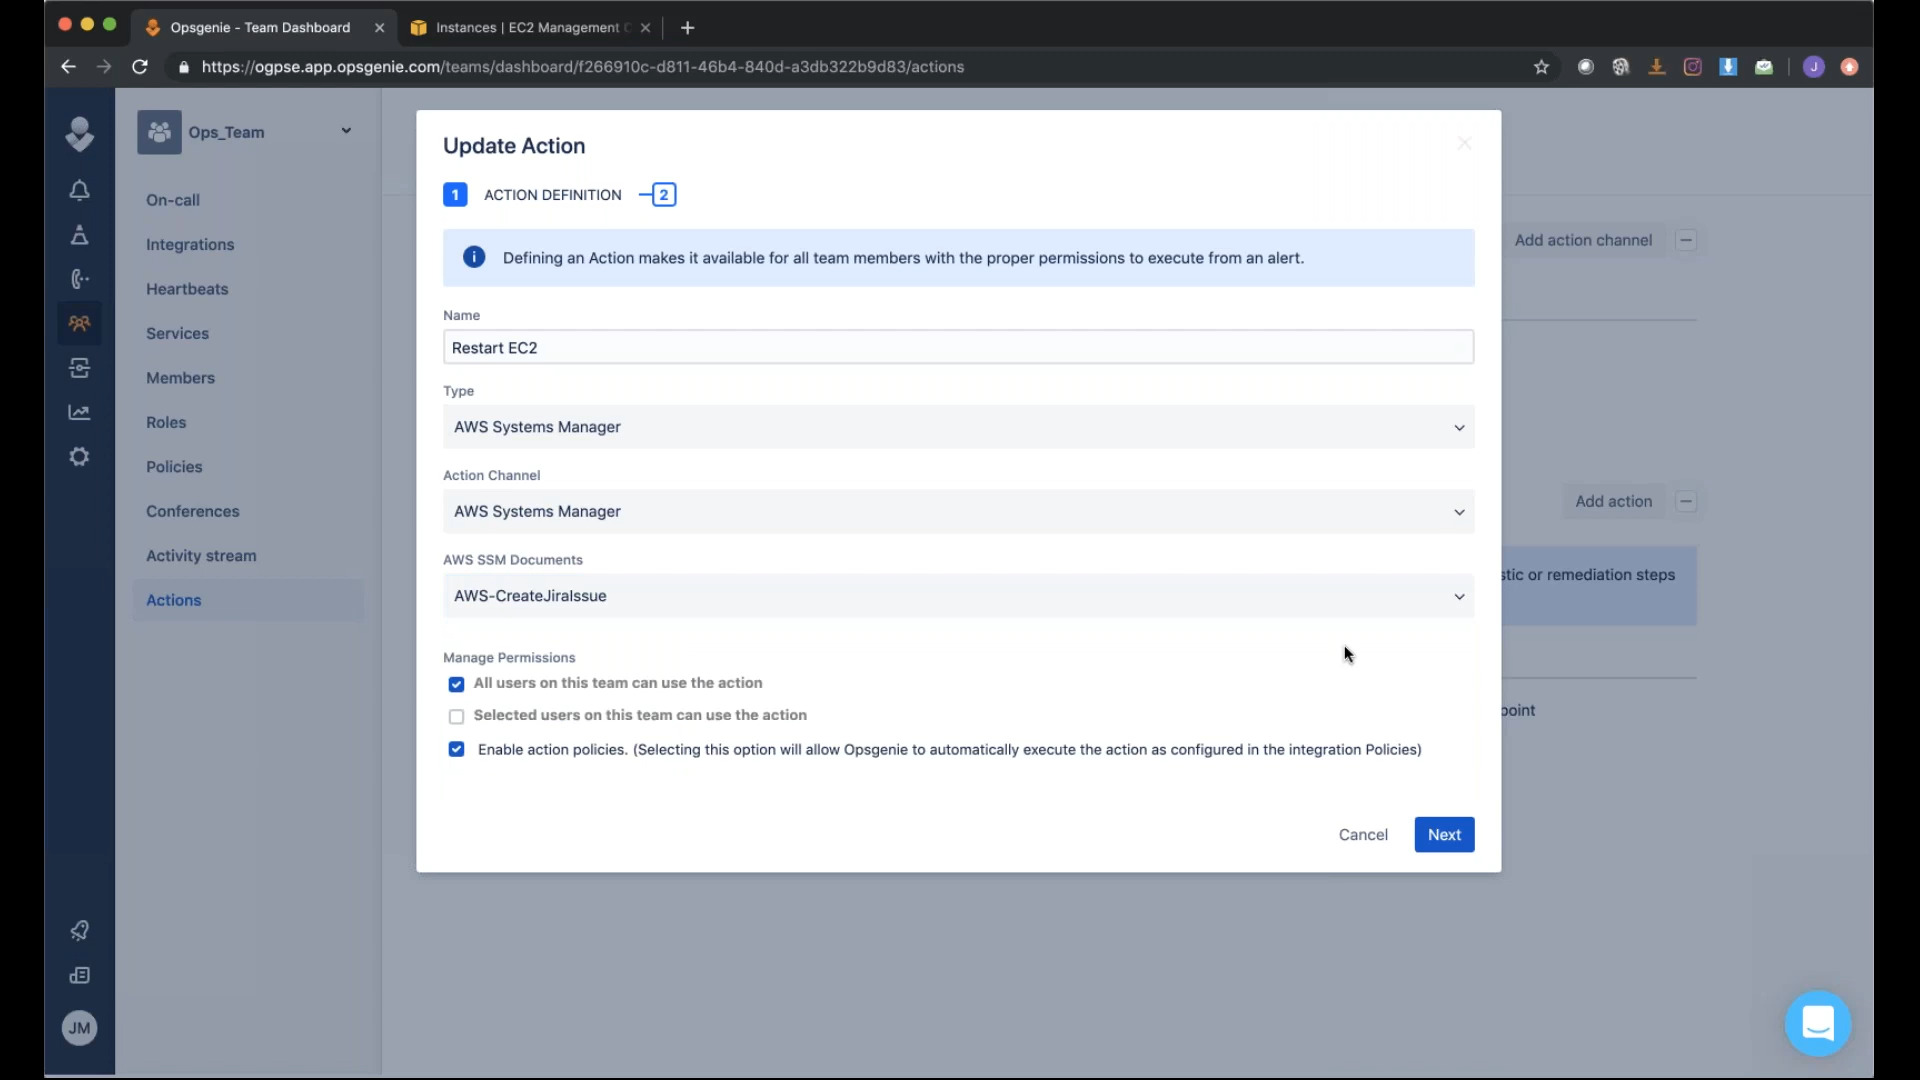 Opsgenie - Team Dashboard
Instances | EC2 Management
https://ogpse.app.opsgenie.com/teams/dashboard/f266910c-d811-46b4-840d-a3db322b9d83/actions
J
Ops_Team
On-call
Integrations
Heartbeats
Services
Members
Roles
Policies
Conferences
Activity stream
Actions
JM
Update Action
1 ACTION DEFINITION 2
Defining an Action makes it available for all team members with the proper permissions to execute from an alert.
Name
Restart EC2
Type
AWS Systems Manager
Action Channel
AWS Systems Manager
AWS SSM Documents
AWS-CreateJiraIssue
Manage Permissions
All users on this team can use the action
Selected users on this team can use the action
Enable action policies. (Selecting this option will allow Opsgenie to automatically execute the action as configured in the integration Policies)
Cancel
Next
Add action channel
Add action
or remediation steps
point